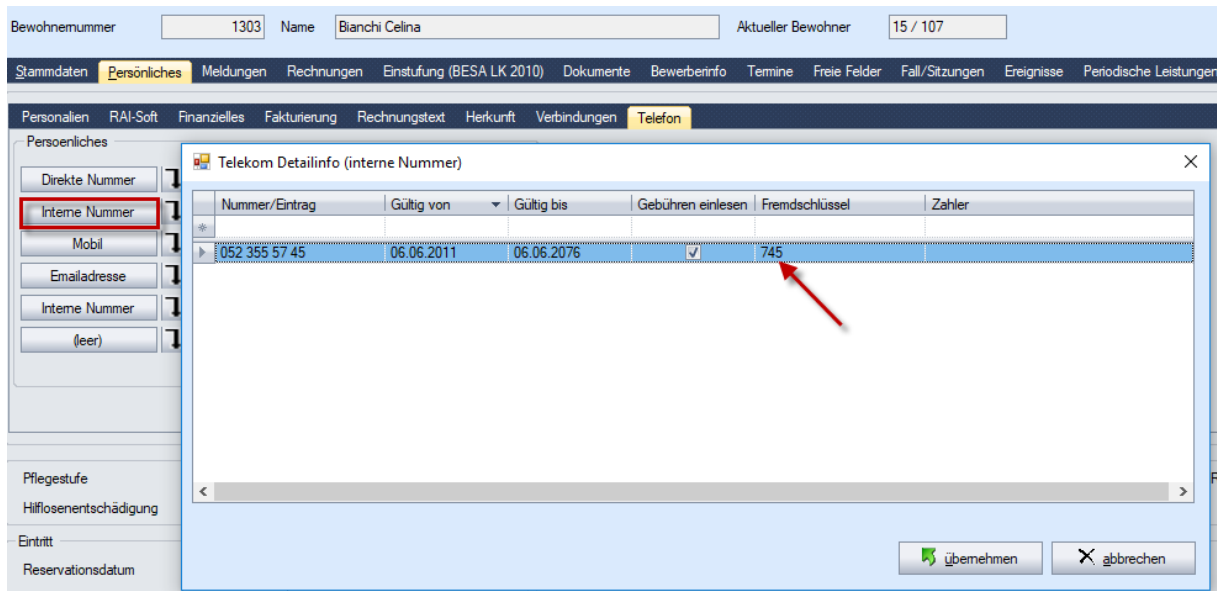 Bewohnernummer 1303 Name Bianchi Celina Aktueller Bewohner 15 / 107
Stammdaten Persönliches Meldungen Rechnungen Einstufung (BESA LK 2010) Dokumente Bewerberinfo Termine Freie Felder Fall/Sitzungen Ereignisse Periodische Leistungen
Personalien RAI-Soft Finanzielles Fakturierung Rechnungstext Herkunft Verbindungen Telefon
Persoenliches
Telekom Detailinfo (interne Nummer)
Direkte Nummer
Nummer/Eintrag Gültig von Gültig bis Gebühren einlesen Fremdschlüssel Zahler
Interne Nummer
Mobil
052 355 57 45 06.06.2011 06.06.2076 745
Emailadresse
Interne Nummer
(leer)
Pflegestufe
Hilflosenentschädigung
Eintritt
übernehmen abbrechen
Reservationsdatum